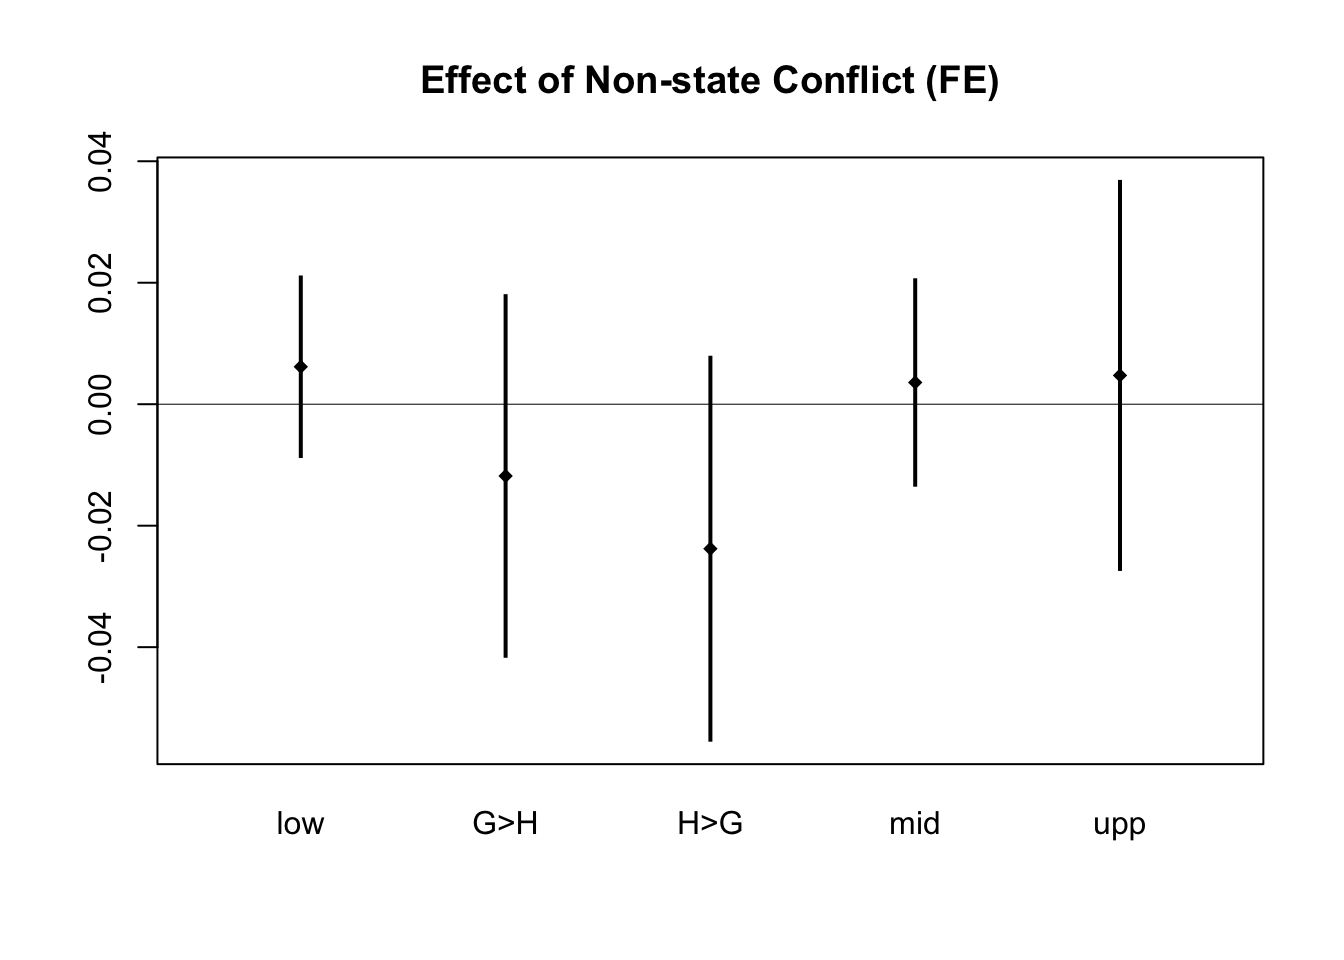 Effect of Non-state Conflict (FE)
0.04
0.02
0.00
-0.02
-0.04
low G>H H>G mid upp